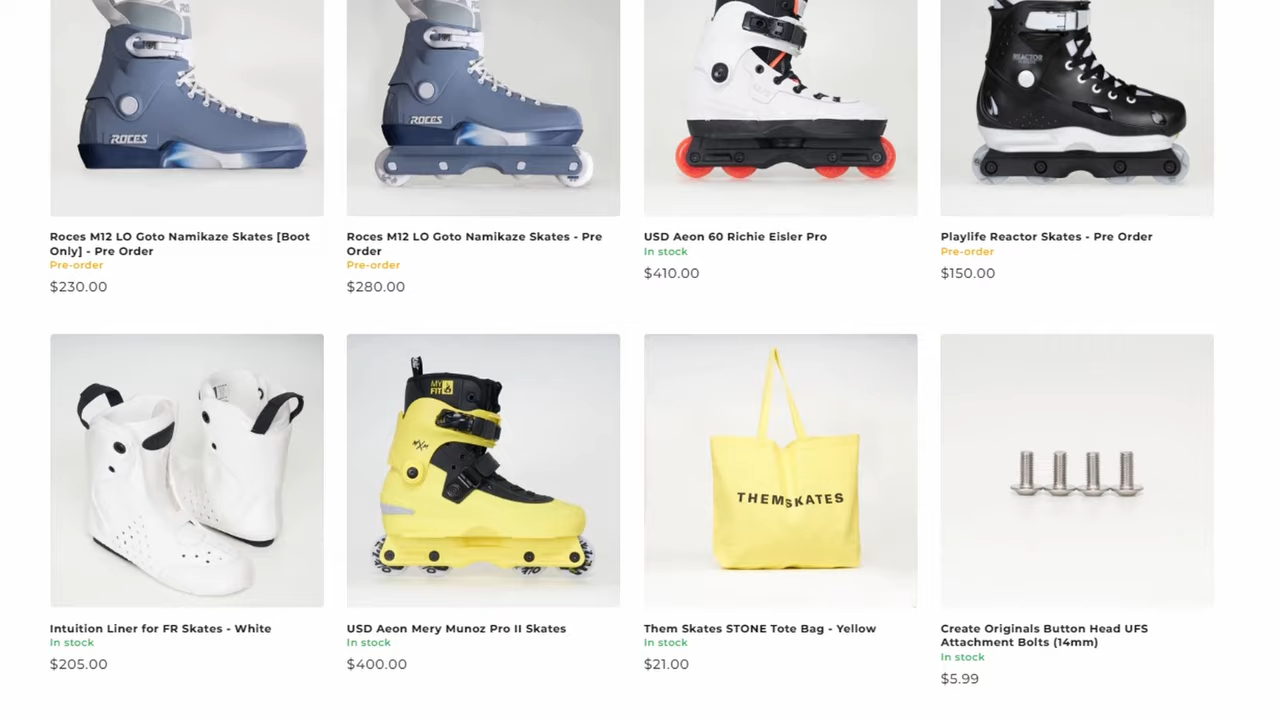 ROCES
ROCES
REACTOR
Roces M12 LO Goto Namikaze Skates [Boot
Only] - Pre Order
Pre-order
$230.00
Roces M12 LO Goto Namikaze Skates - Pre
Order
Pre-order
$280.00
USD Aeon 60 Richie Eisler Pro
In stock
$410.00
Playlife Reactor Skates - Pre Order
Pre-order
$150.00
MY
FIT
THEM SKATES
Intuition Liner for FR Skates - White
In stock
$205.00
USD Aeon Mery Munoz Pro II Skates
In stock
$400.00
Them Skates STONE Tote Bag - Yellow
In stock
$21.00
Create Originals Button Head UFS
Attachment Bolts (14mm)
In stock
$5.99